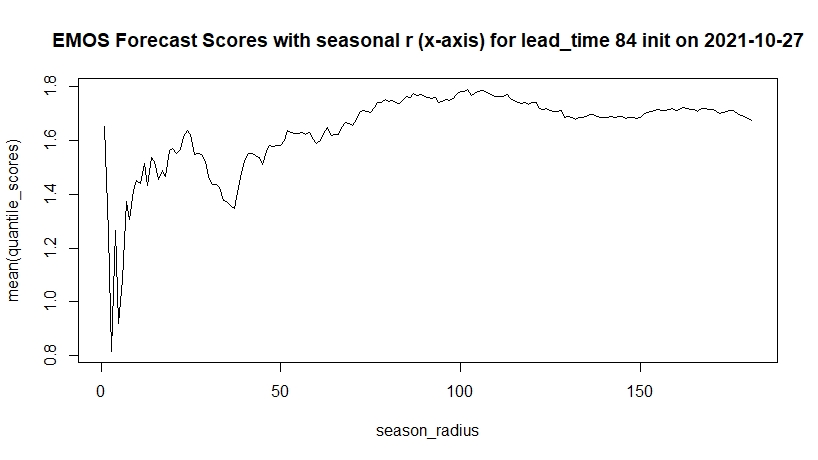 EMOS Forecast Scores with seasonal r (x-axis) for lead_time 84 init on 2021-10-27
mean(quantile_scores)
1.8
1.6
1.4
1.2
1.0
0.8
0 50 100 150
season_radius